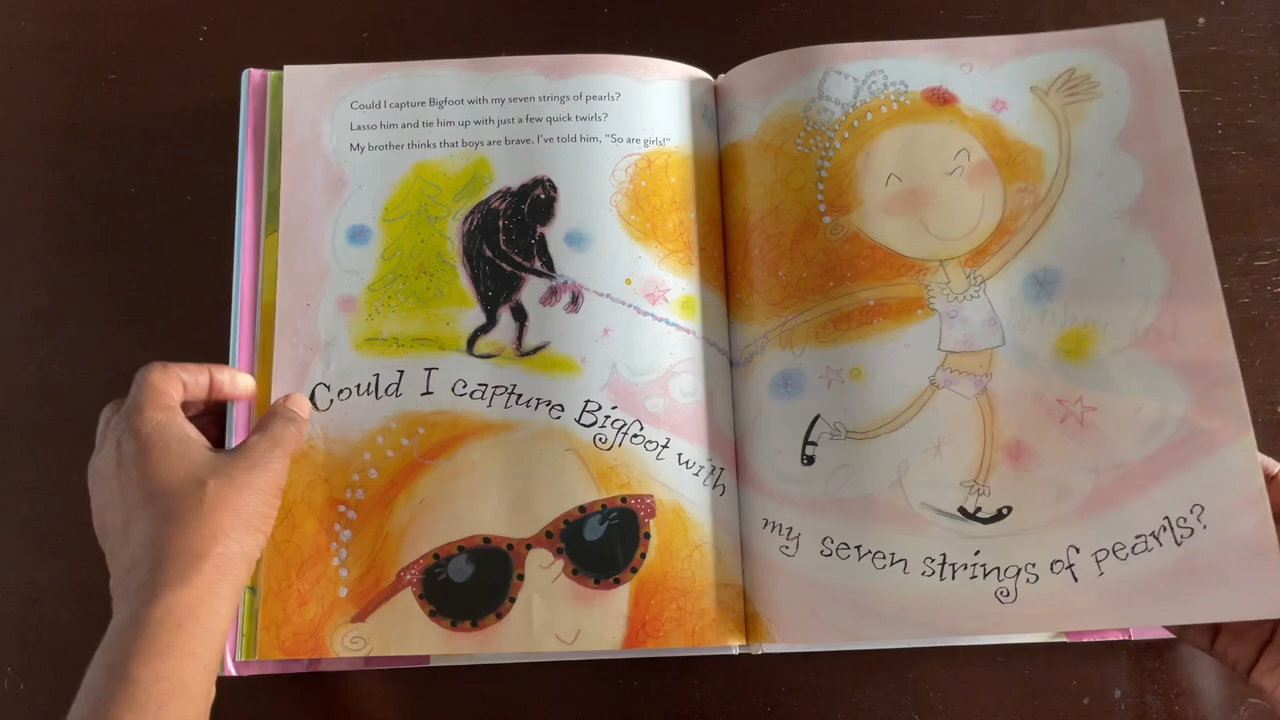 Could I capture Bigfoot with my seven strings of pearls?
Lasso him and tie him up with just a few quick twirls?
My brother thinks that boys are brave. I've told him, "So are girls!"
Could I capture Bigfoot with
my seven strings of pearls?